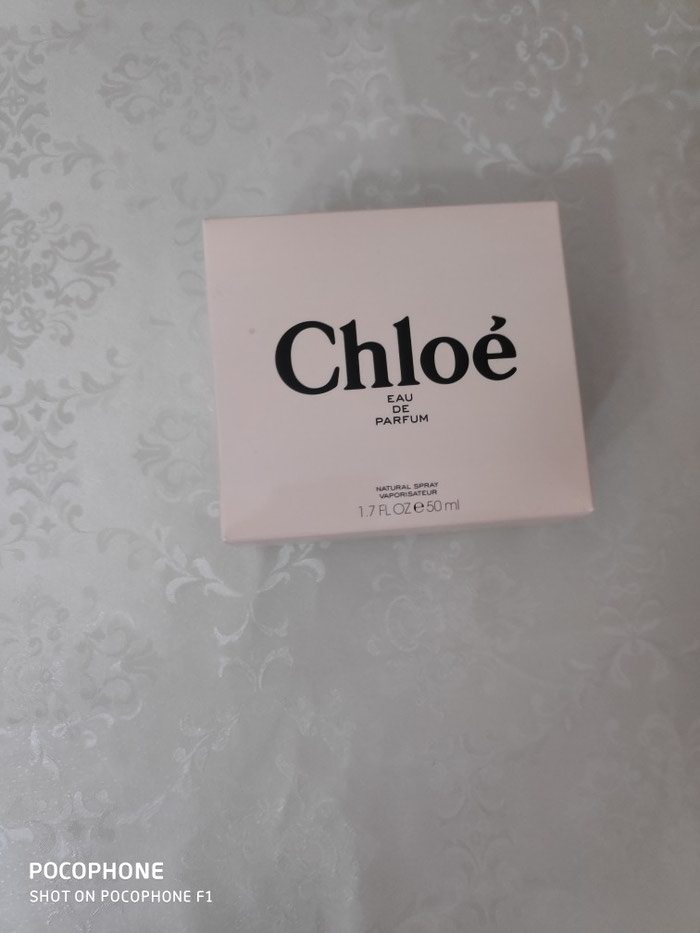 Chloé
EAU
DE
PARFUM
NATURAL SPRAY
VAPORISATEUR
1.7 FL OZ ℮ 50 ml
POCOPHONE
SHOT ON POCOPHONE F1